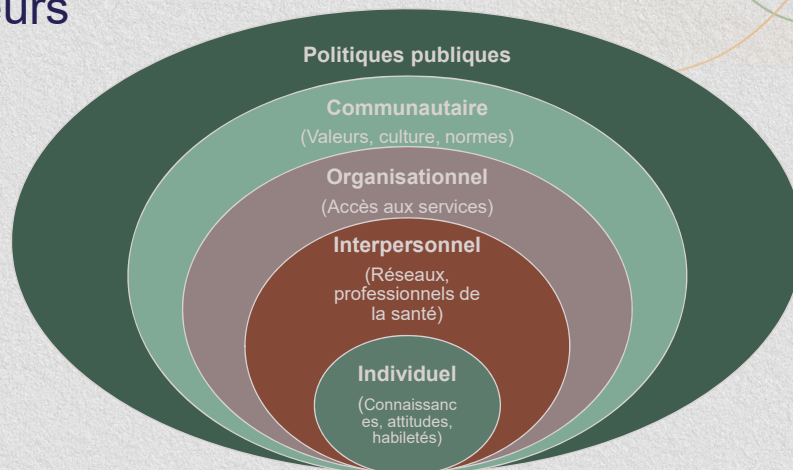 Politiques publiques
Communautaire
(Valeurs, culture, normes)
Organisationnel
(Accès aux services)
Interpersonnel
(Réseaux,
professionnels de
la santé)
Individuel
(Connaissanc
es, attitudes,
habiletés)